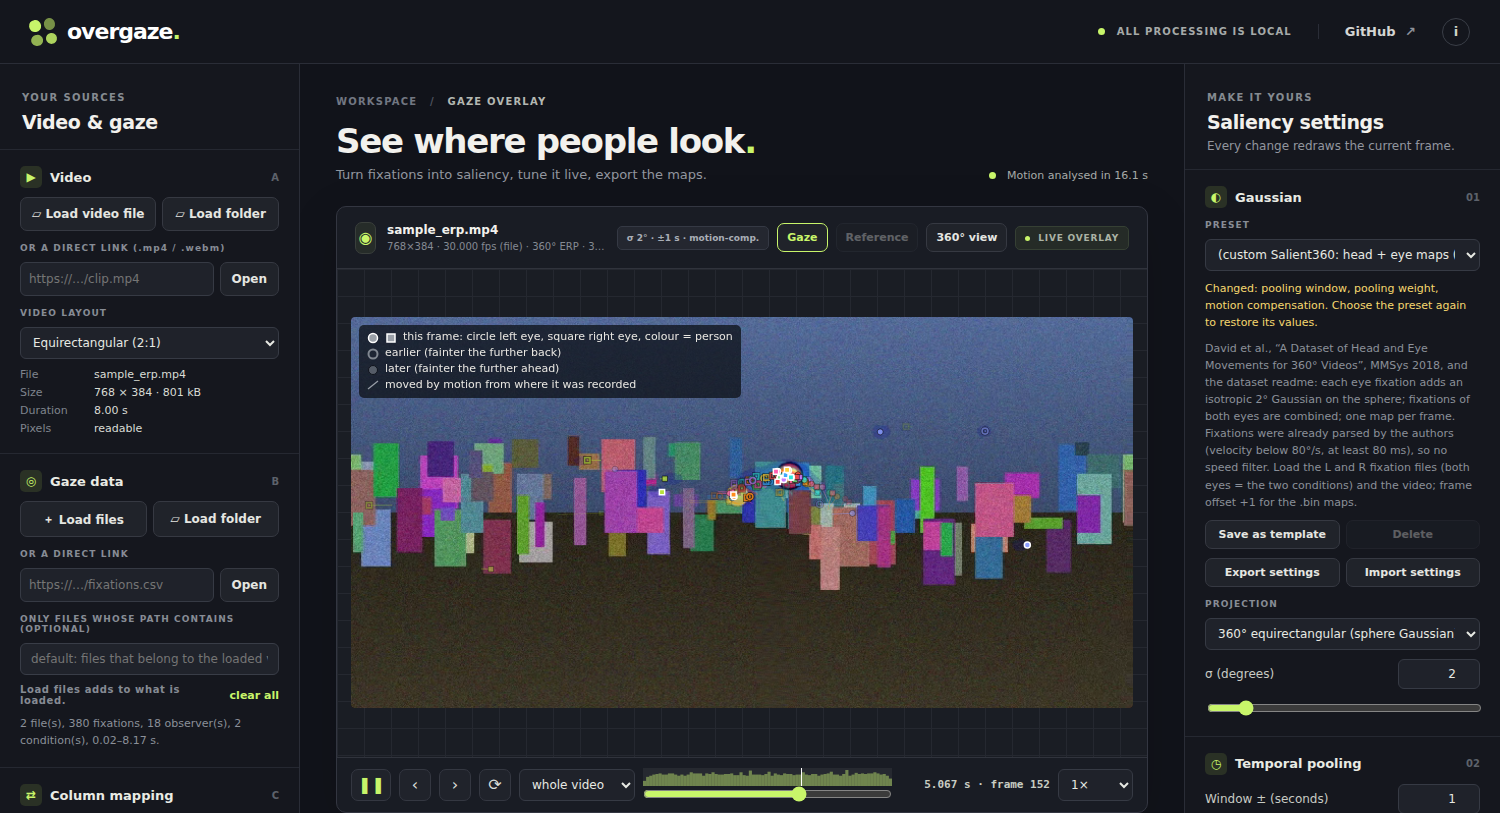 overgaze.
ALL PROCESSING IS LOCAL
GitHub ↗
i
YOUR SOURCES
Video & gaze
Video
A
Load video file
Load folder
OR A DIRECT LINK (.mp4 / .webm)
https://…/clip.mp4
Open
VIDEO LAYOUT
Equirectangular (2:1)
File sample_erp.mp4
Size 768 × 384 · 801 kB
Duration 8.00 s
Pixels readable
Gaze data
B
+ Load files
Load folder
OR A DIRECT LINK
https://…/fixations.csv
Open
ONLY FILES WHOSE PATH CONTAINS
(OPTIONAL)
default: files that belong to the loaded
Load files adds to what is
loaded.
clear all
2 file(s), 380 fixations, 18 observer(s), 2
condition(s), 0.02–8.17 s.
Column mapping
C
WORKSPACE / GAZE OVERLAY
See where people look.
Turn fixations into saliency, tune it live, export the maps.
Motion analysed in 16.1 s
sample_erp.mp4
768×384 · 30.000 fps (file) · 360° ERP · 3…
σ 2° · ±1 s · motion-comp.
Gaze
Reference
360° view
LIVE OVERLAY
this frame: circle left eye, square right eye, colour = person
earlier (fainter the further back)
later (fainter the further ahead)
moved by motion from where it was recorded
whole video
5.067 s · frame 152
1×
MAKE IT YOURS
Saliency settings
Every change redraws the current frame.
Gaussian
01
PRESET
(custom Salient360: head + eye maps (
Changed: pooling window, pooling weight,
motion compensation. Choose the preset again
to restore its values.
David et al., “A Dataset of Head and Eye
Movements for 360° Videos”, MMSys 2018, and
the dataset readme: each eye fixation adds an
isotropic 2° Gaussian on the sphere; fixations of
both eyes are combined; one map per frame.
Fixations were already parsed by the authors
(velocity below 80°/s, at least 80 ms), so no
speed filter. Load the L and R fixation files (both
eyes = the two conditions) and the video; frame
offset +1 for the .bin maps.
Save as template
Delete
Export settings
Import settings
PROJECTION
360° equirectangular (sphere Gaussian
σ (degrees)
2
Temporal pooling
02
Window ± (seconds)
1